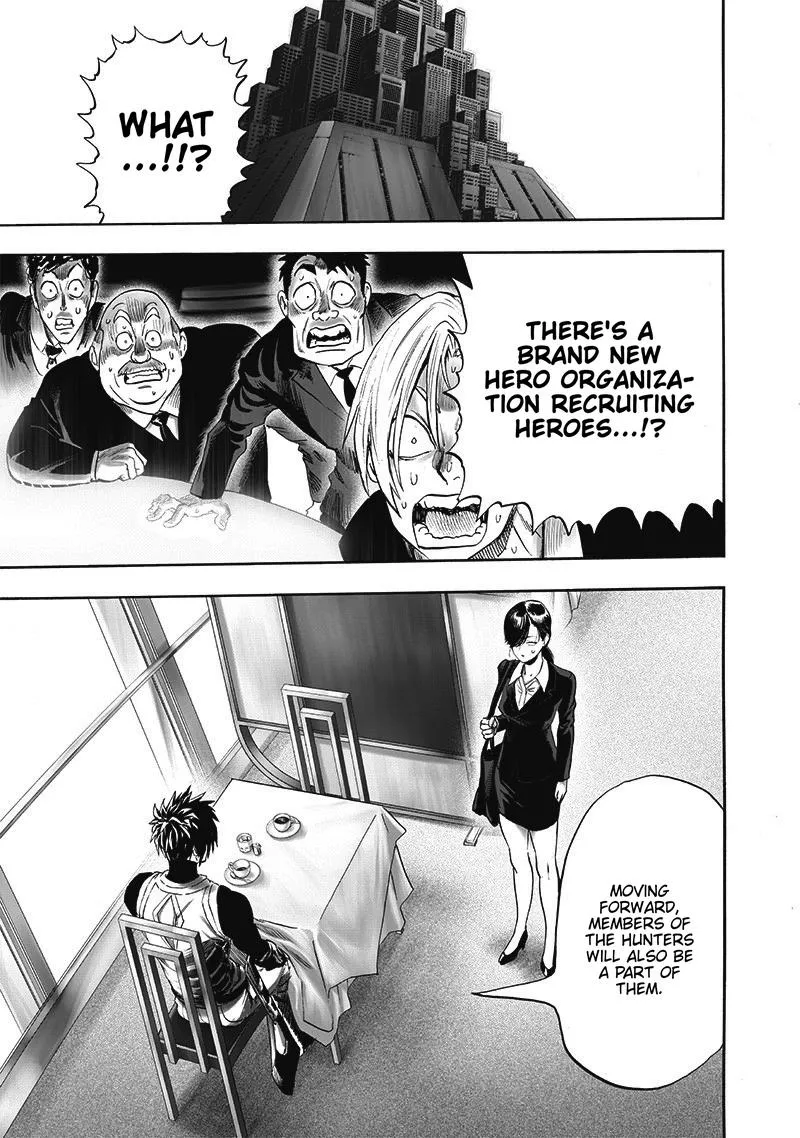 WHAT
...!!?
THERE'S A
BRAND NEW
HERO ORGANIZA-
TION RECRUITING
HEROES...!?
MOVING
FORWARD,
MEMBERS OF
THE HUNTERS
WILL ALSO BE
A PART OF
THEM.